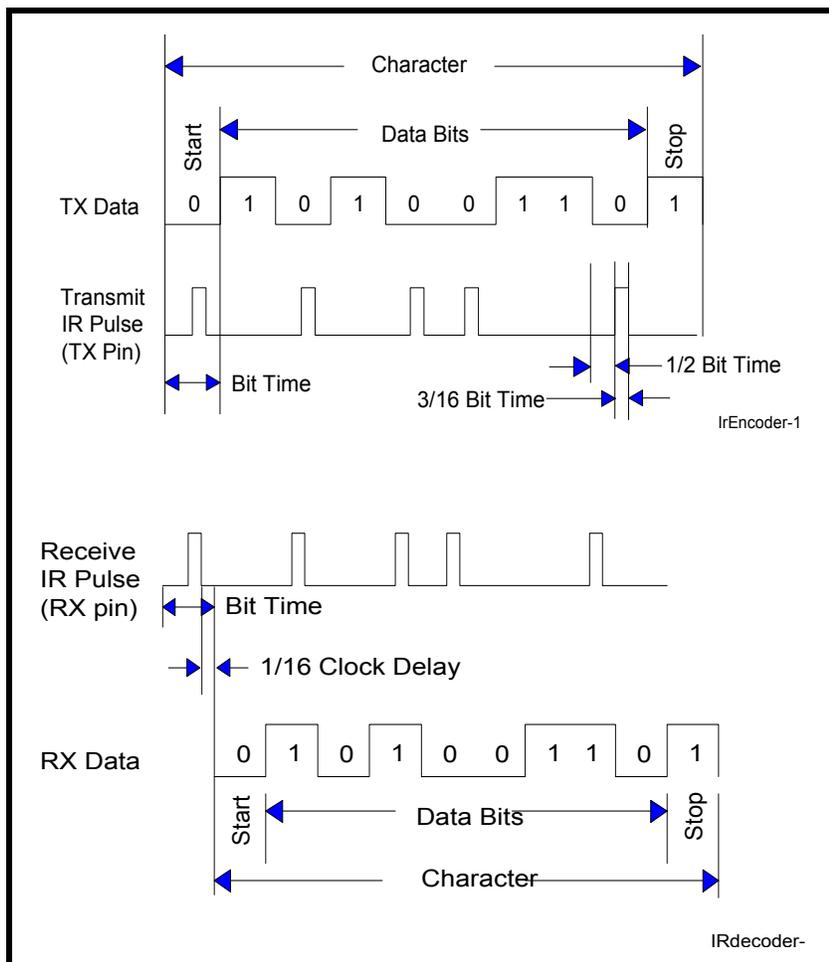 Character
Start
Data Bits
Stop
TX Data
0 1 0 1 0 0 1 1 0 1
Transmit
IR Pulse
(TX Pin)
Bit Time
1/2 Bit Time
3/16 Bit Time
IrEncoder-1
Receive
IR Pulse
(RX pin)
Bit Time
1/16 Clock Delay
RX Data
0 1 0 1 0 0 1 1 0 1
Start
Data Bits
Stop
Character
IRdecoder-